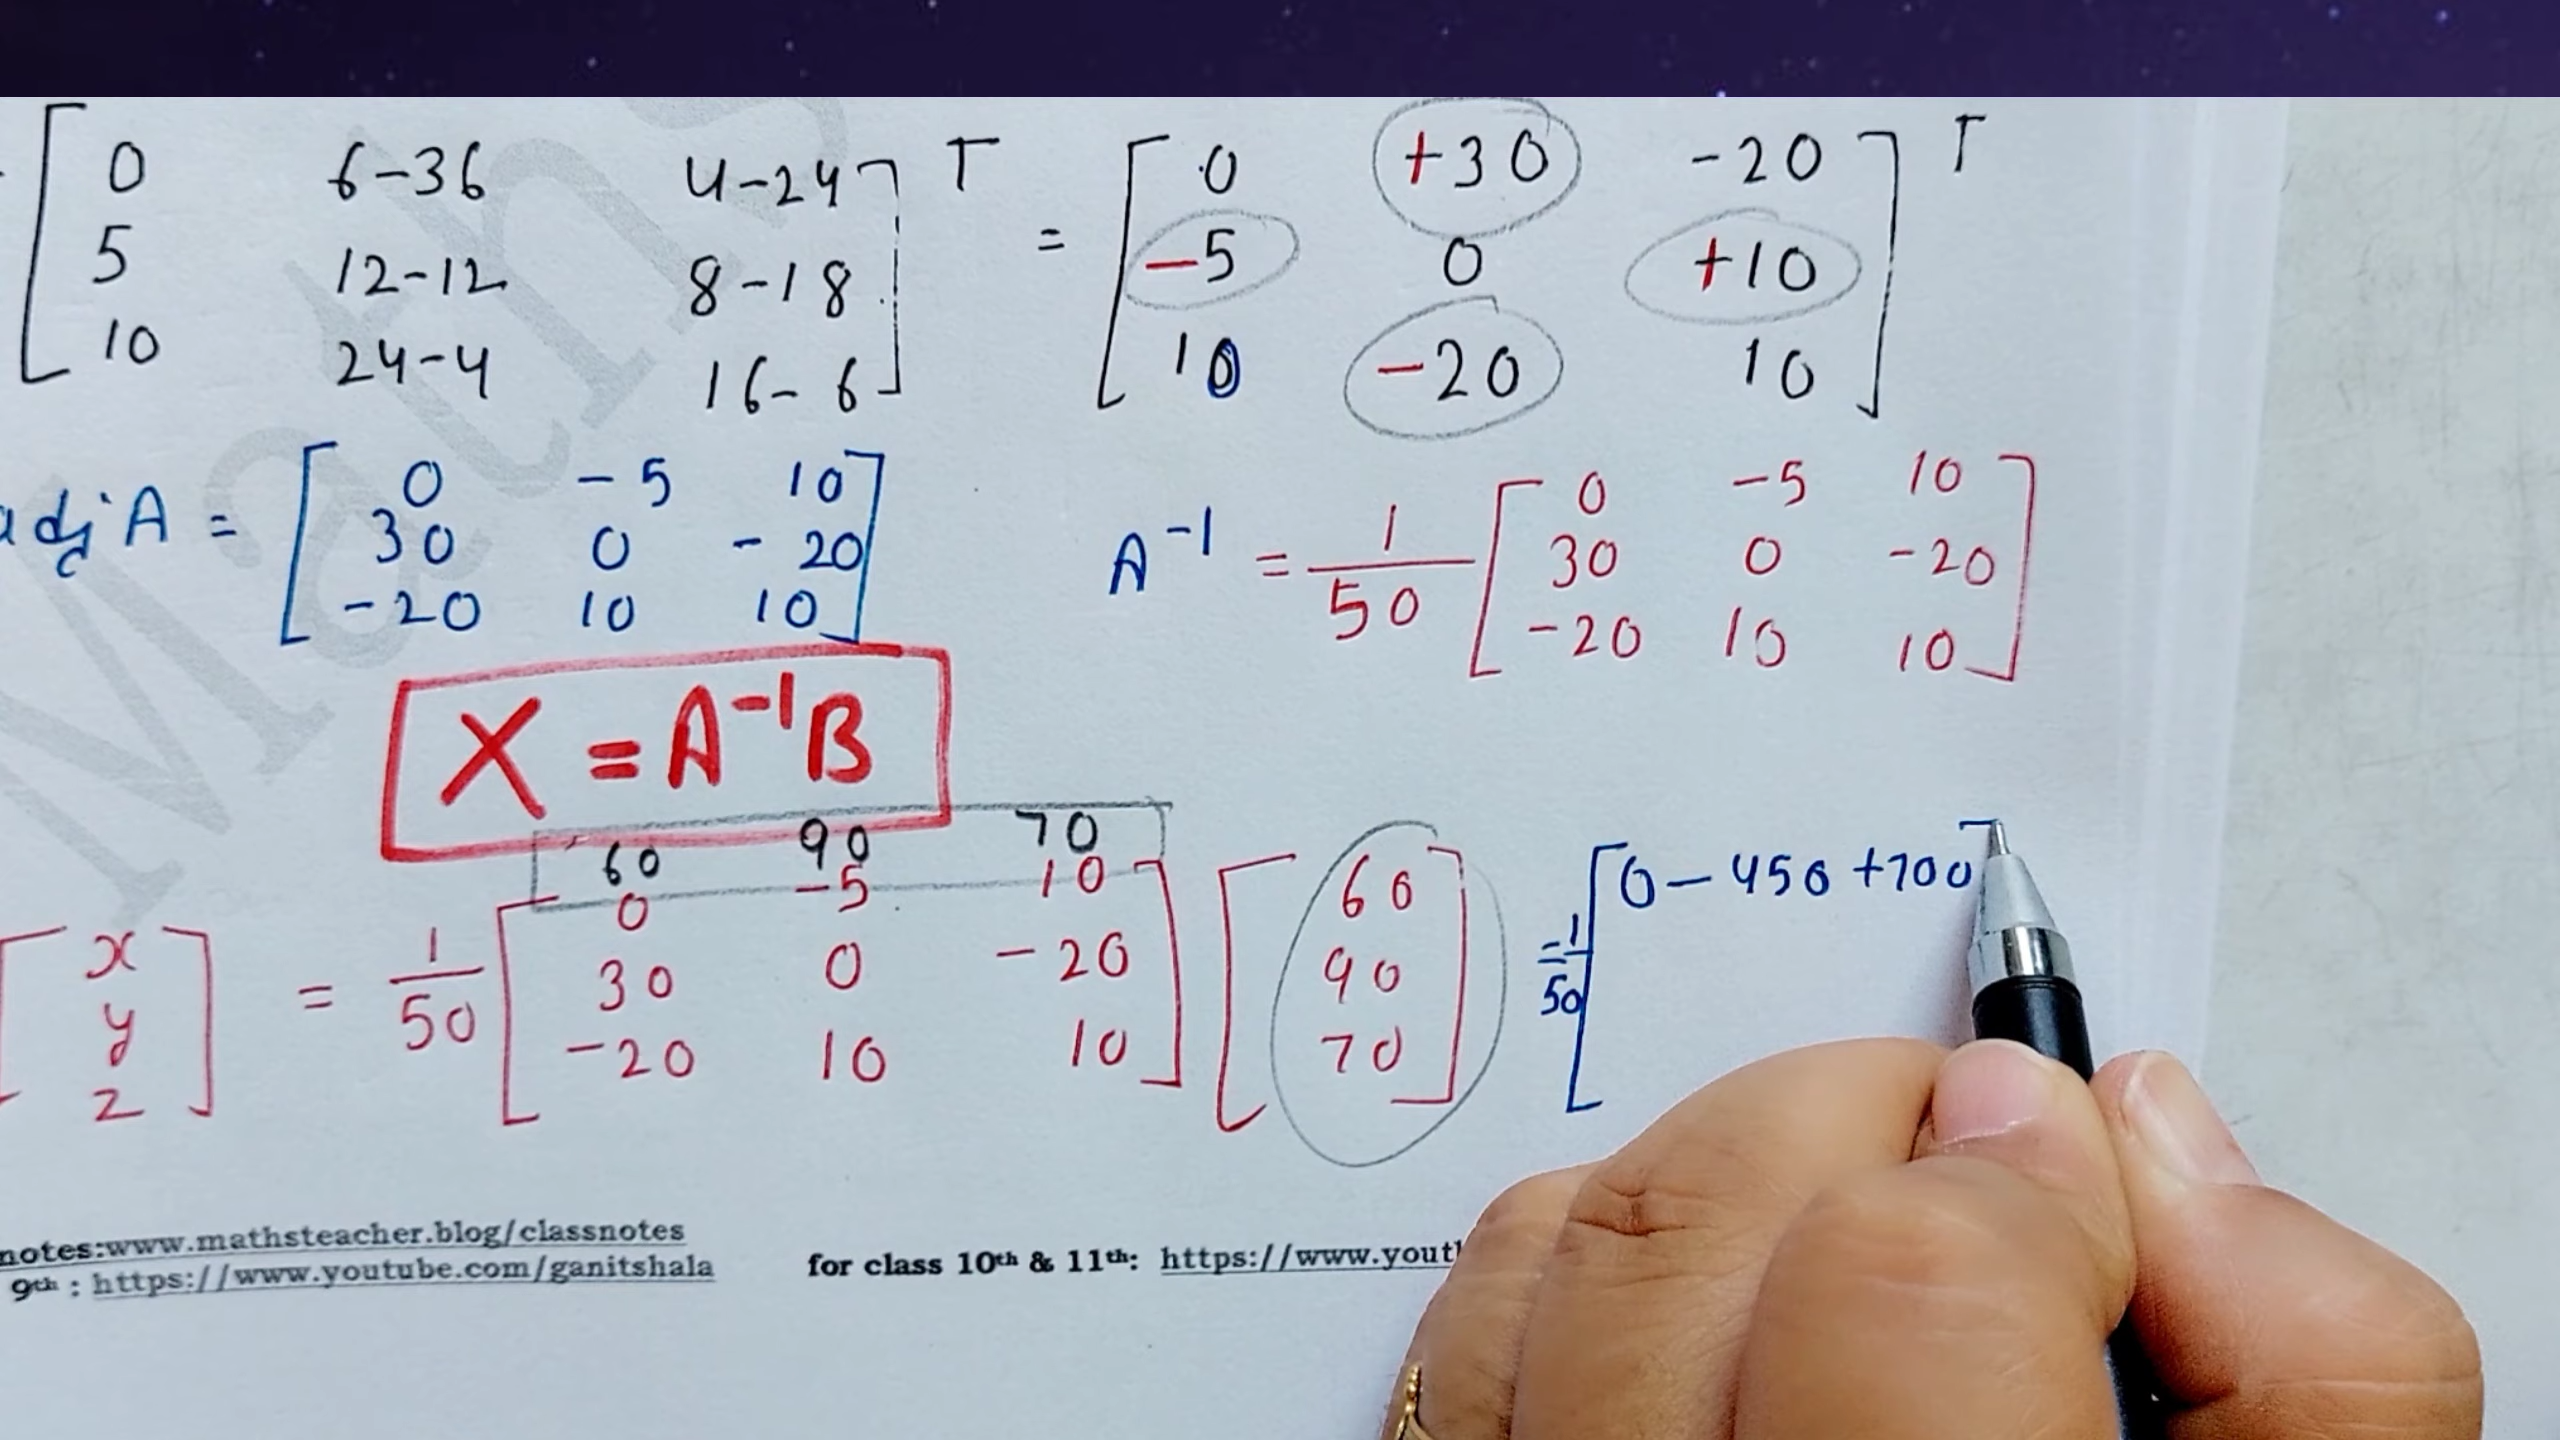 [ 0 6-36 4-24 ] T = [ 0 +30 -20 ] T
5 12-12 8-18 -5 0 +10
10 24-4 16-6 10 -20 10
adj A = [ 0 -5 10 ] A⁻¹ = 1/50 [ 0 -5 10 ]
30 0 -20 30 0 -20
-20 10 10 -20 10 10
X = A⁻¹B
60 90 70
[ x ] = 1/50 [ 0 -5 10 ] [ 60 ] = 1/50 [ 0 - 450 + 700 ]
y 30 0 -20 90
z -20 10 10 70
notes:www.mathsteacher.blog/classnotes
9th : https://www.youtube.com/ganitshala for class 10th & 11th: https://www.yout
Maths